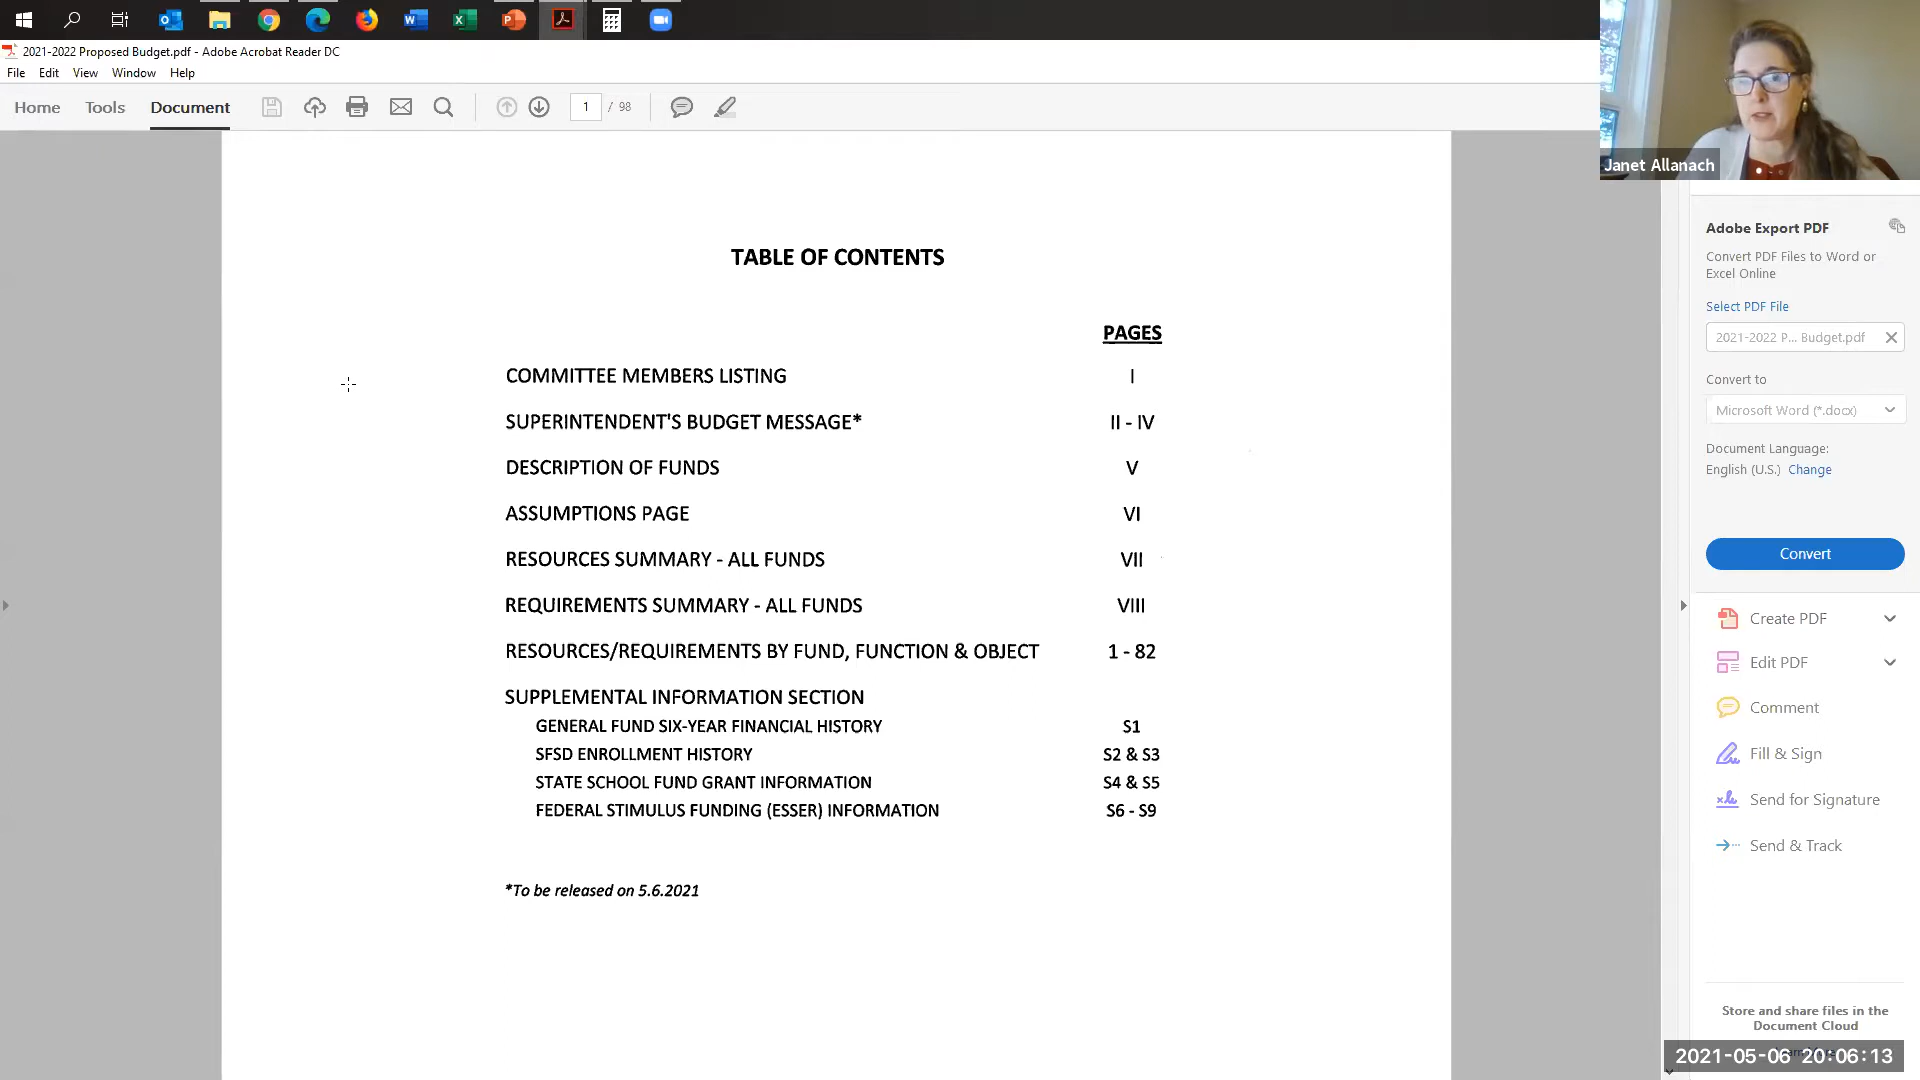 2021-2022 Proposed Budget.pdf - Adobe Acrobat Reader DC
File Edit View Window Help
Home Tools Document 1 / 98
Janet Allanach
TABLE OF CONTENTS
PAGES
COMMITTEE MEMBERS LISTING I
SUPERINTENDENT'S BUDGET MESSAGE* II - IV
DESCRIPTION OF FUNDS V
ASSUMPTIONS PAGE VI
RESOURCES SUMMARY - ALL FUNDS VII
REQUIREMENTS SUMMARY - ALL FUNDS VIII
RESOURCES/REQUIREMENTS BY FUND, FUNCTION & OBJECT 1 - 82
SUPPLEMENTAL INFORMATION SECTION
GENERAL FUND SIX-YEAR FINANCIAL HISTORY S1
SFSD ENROLLMENT HISTORY S2 & S3
STATE SCHOOL FUND GRANT INFORMATION S4 & S5
FEDERAL STIMULUS FUNDING (ESSER) INFORMATION S6 - S9
*To be released on 5.6.2021
Adobe Export PDF
Convert PDF Files to Word or
Excel Online
Select PDF File
2021-2022 P... Budget.pdf
Convert to
Microsoft Word (*.docx)
Document Language:
English (U.S.) Change
Convert
Create PDF
Edit PDF
Comment
Fill & Sign
Send for Signature
Send & Track
Store and share files in the
Document Cloud
2021-05-06 20:06:13